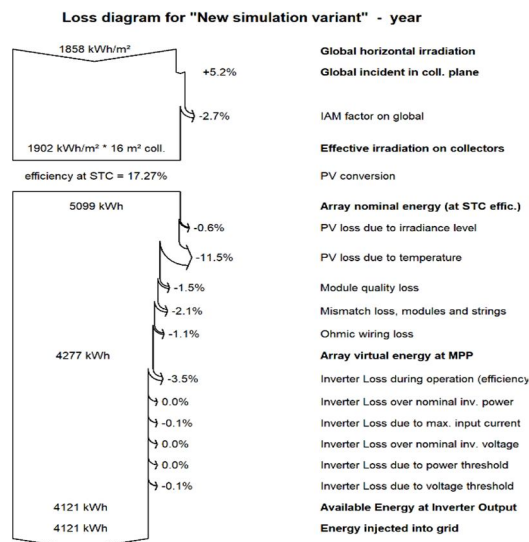 Loss diagram for "New simulation variant" - year
1858 kWh/m²
Global horizontal irradiation
+5.2%
Global incident in coll. plane
-2.7%
IAM factor on global
1902 kWh/m² * 16 m² coll.
Effective irradiation on collectors
efficiency at STC = 17.27%
PV conversion
5099 kWh
Array nominal energy (at STC effic.)
-0.6%
PV loss due to irradiance level
-11.5%
PV loss due to temperature
-1.5%
Module quality loss
-2.1%
Mismatch loss, modules and strings
-1.1%
Ohmic wiring loss
4277 kWh
Array virtual energy at MPP
-3.5%
Inverter Loss during operation (efficiency
0.0%
Inverter Loss over nominal inv. power
-0.1%
Inverter Loss due to max. input current
0.0%
Inverter Loss over nominal inv. voltage
0.0%
Inverter Loss due to power threshold
-0.1%
Inverter Loss due to voltage threshold
4121 kWh
Available Energy at Inverter Output
4121 kWh
Energy injected into grid